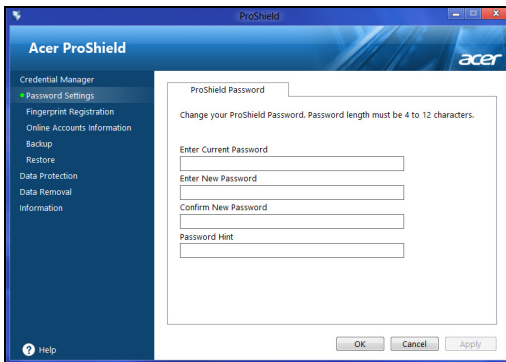 ProShield
Acer ProShield
acer
Credential Manager
Password Settings
Fingerprint Registration
Online Accounts Information
Backup
Restore
Data Protection
Data Removal
Information
Help
ProShield Password
Change your ProShield Password. Password length must be 4 to 12 characters.
Enter Current Password
Enter New Password
Confirm New Password
Password Hint
OK
Cancel
Apply